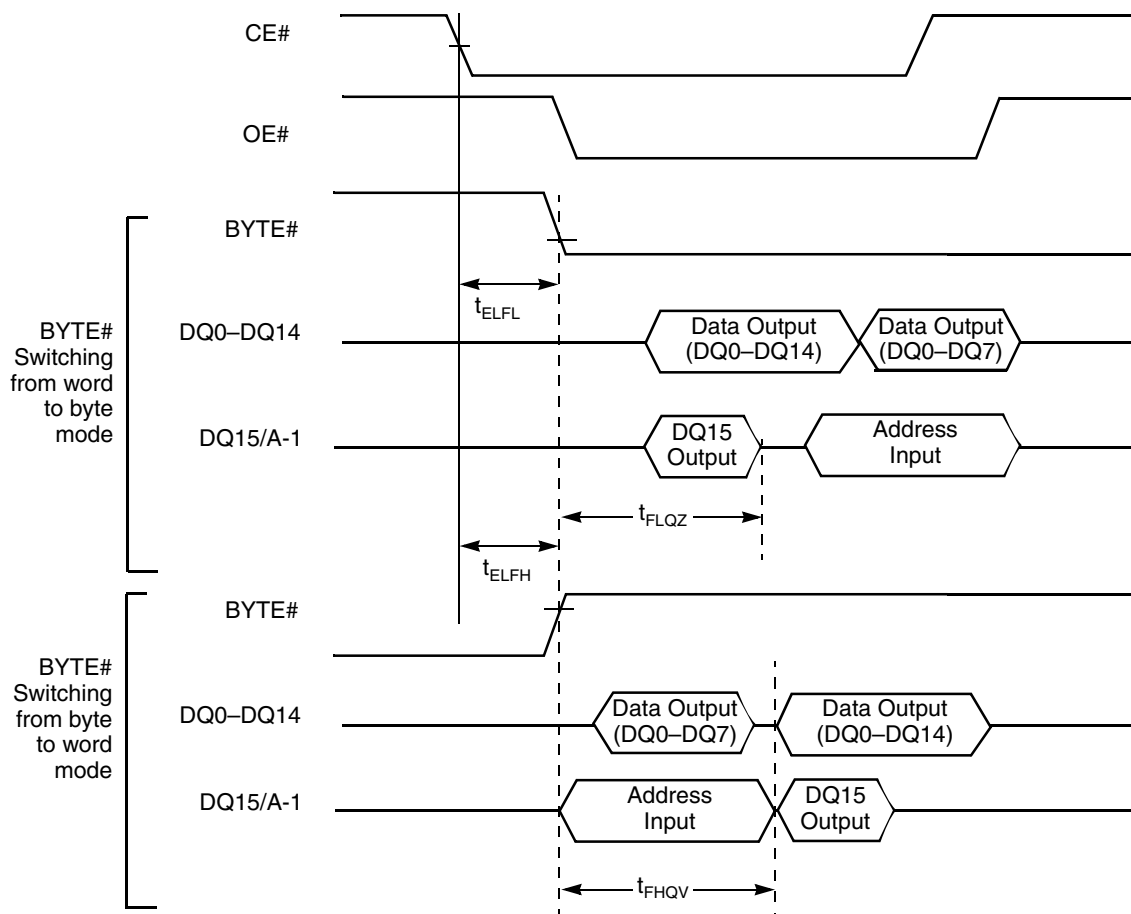 CE#
OE#
BYTE#
tELFL
BYTE#
Switching
from word
to byte
mode
DQ0–DQ14
Data Output
(DQ0–DQ14)
Data Output
(DQ0–DQ7)
DQ15/A-1
DQ15
Output
Address
Input
tFLQZ
tELFH
BYTE#
BYTE#
Switching
from byte
to word
mode
DQ0–DQ14
Data Output
(DQ0–DQ7)
Data Output
(DQ0–DQ14)
DQ15/A-1
Address
Input
DQ15
Output
tFHQV